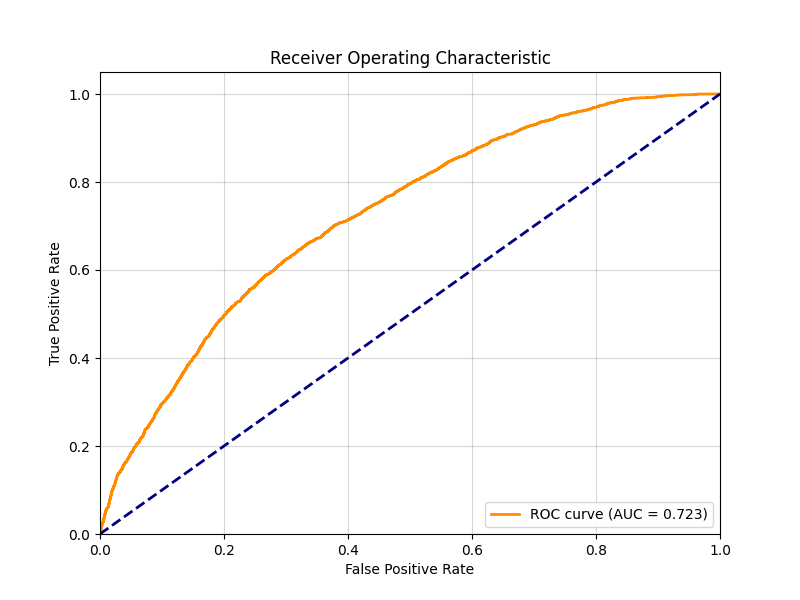 Receiver Operating Characteristic
True Positive Rate
1.0
0.8
0.6
0.4
0.2
0.0
ROC curve (AUC = 0.723)
0.0 0.2 0.4 0.6 0.8 1.0
False Positive Rate